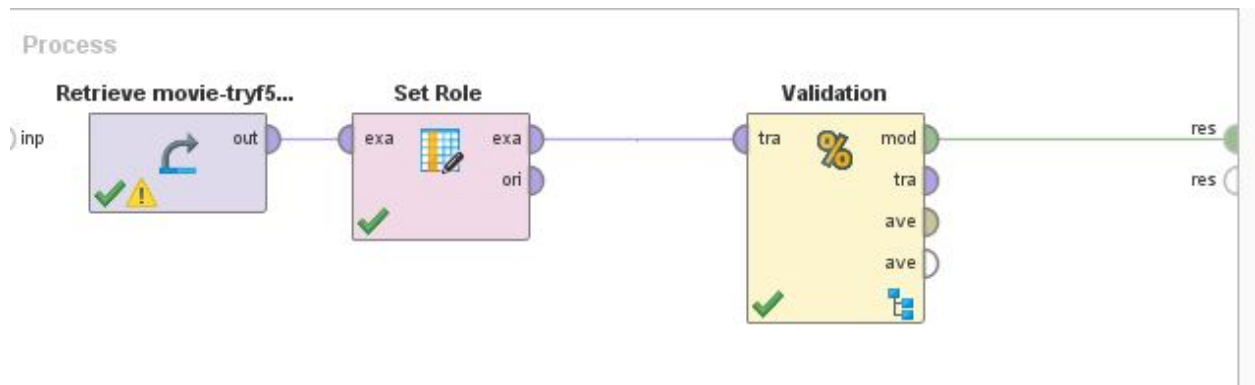 Process
Retrieve movie-tryf5...
Set Role
Validation
inp
out
exa
exa
ori
tra
mod
tra
ave
ave
res
res